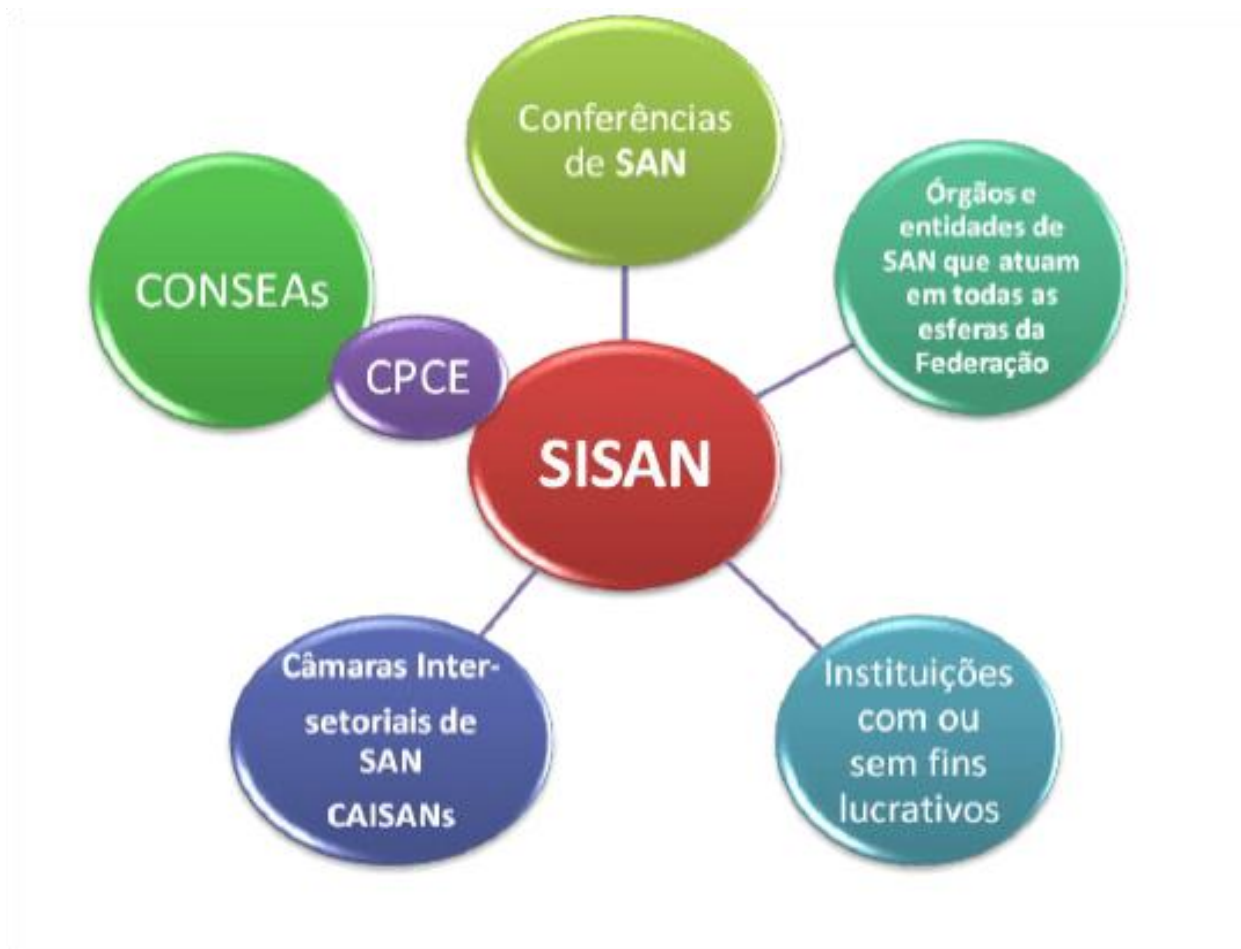 Conferências
de SAN
Órgãos e
entidades de
SAN que atuam
em todas as
esferas da
Federação
CONSEAs
CPCE
SISAN
Câmaras Inter-
setoriais de
SAN
CAISANs
Instituições
com ou
sem fins
lucrativos